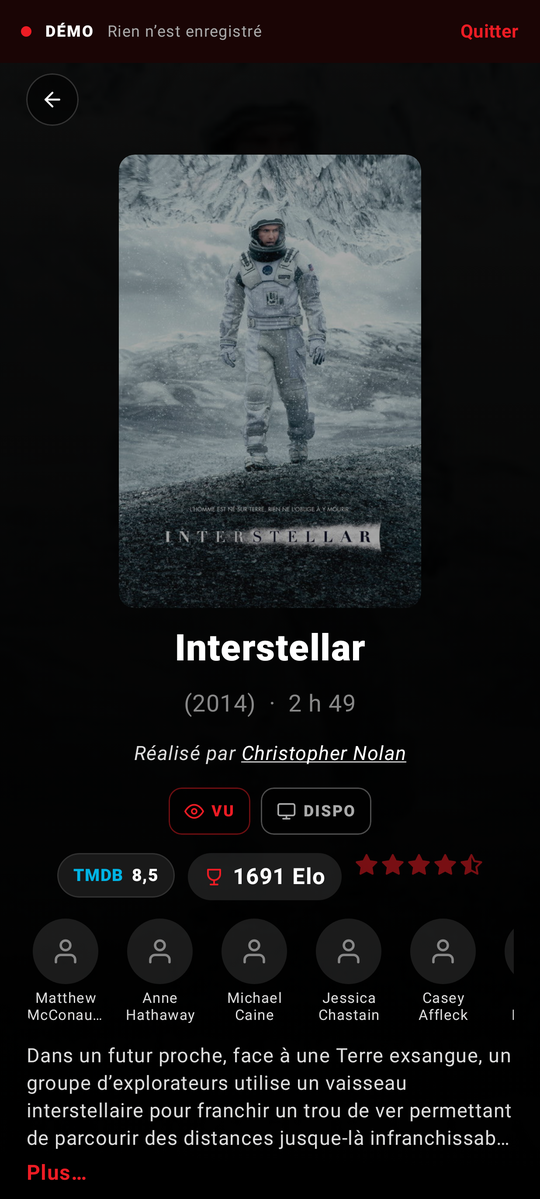 DÉMO Rien n’est enregistré Quitter
L'HOMME EST NÉ SUR TERRE, RIEN NE L'OBLIGE À Y MOURIR.
INTERSTELLAR
Interstellar
(2014) · 2 h 49
Réalisé par Christopher Nolan
VU DISPO
TMDB 8,5 1691 Elo
Matthew Anne Michael Jessica Casey
McConau… Hathaway Caine Chastain Affleck
Dans un futur proche, face à une Terre exsangue, un
groupe d’explorateurs utilise un vaisseau
interstellaire pour franchir un trou de ver permettant
de parcourir des distances jusque-là infranchissab…
Plus…